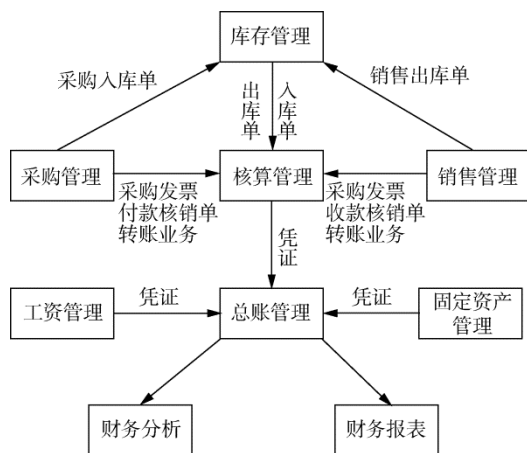 库存管理
采购入库单
销售出库单
出库单
入库单
采购管理
核算管理
销售管理
采购发票
付款核销单
转账业务
采购发票
收款核销单
转账业务
凭证
工资管理
凭证
总账管理
凭证
固定资产
管理
财务分析
财务报表